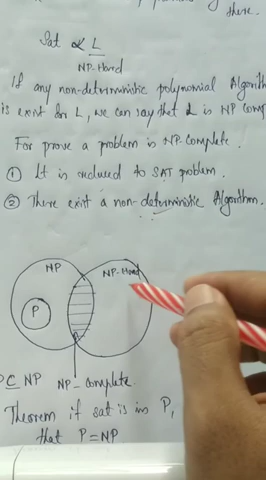 there.
Sat ∝ L
NP-Hard
If any non-deterministic polynomial Algorith
is exist for L, we can say that L is NP Comp
For prove a problem is NP-Complete.
① It is reduced to SAT problem.
② There exist a non-deterministic Algorithm.
NP
NP-Hard
P
P ⊆ NP NP-Complete
Theorem if sat is in P,
that P=NP